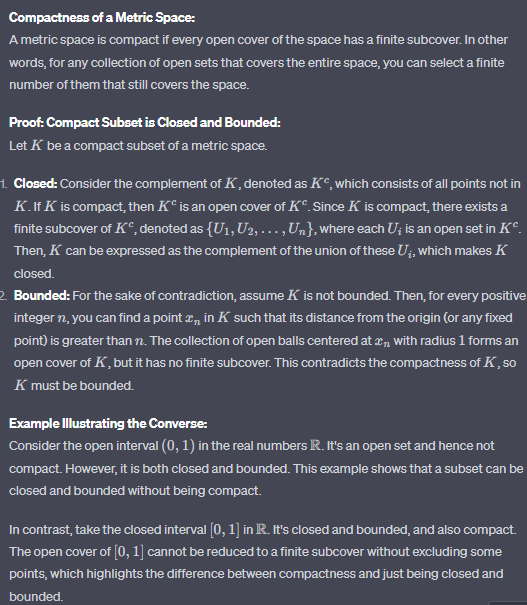 Compactness of a Metric Space:
A metric space is compact if every open cover of the space has a finite subcover. In other
words, for any collection of open sets that covers the entire space, you can select a finite
number of them that still covers the space.
Proof: Compact Subset is Closed and Bounded:
Let K be a compact subset of a metric space.
1. Closed: Consider the complement of K, denoted as Kᶜ, which consists of all points not in
K. If K is compact, then Kᶜ is an open cover of Kᶜ. Since K is compact, there exists a
finite subcover of Kᶜ, denoted as {U₁, U₂, . . . , Uₙ}, where each Uᵢ is an open set in Kᶜ.
Then, K can be expressed as the complement of the union of these Uᵢ, which makes K
closed.
2. Bounded: For the sake of contradiction, assume K is not bounded. Then, for every positive
integer n, you can find a point xₙ in K such that its distance from the origin (or any fixed
point) is greater than n. The collection of open balls centered at xₙ with radius 1 forms an
open cover of K, but it has no finite subcover. This contradicts the compactness of K, so
K must be bounded.
Example Illustrating the Converse:
Consider the open interval (0, 1) in the real numbers ℝ. It's an open set and hence not
compact. However, it is both closed and bounded. This example shows that a subset can be
closed and bounded without being compact.
In contrast, take the closed interval [0, 1] in ℝ. It's closed and bounded, and also compact.
The open cover of [0, 1] cannot be reduced to a finite subcover without excluding some
points, which highlights the difference between compactness and just being closed and
bounded.